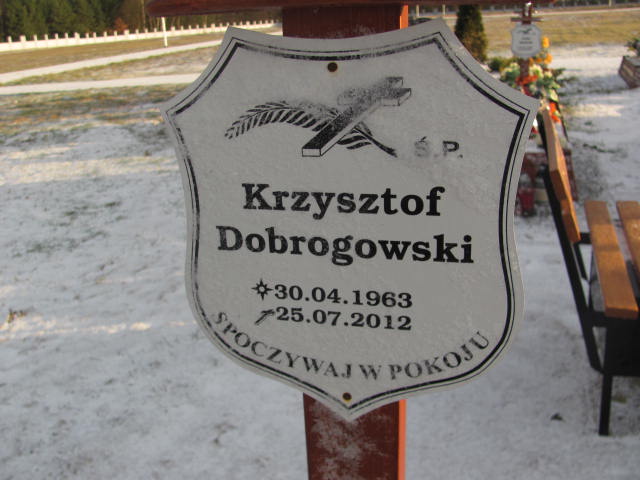 Ś.P.
Krzysztof
Dobrogowski
30.04.1963
25.07.2012
SPOCZYWAJ W POKOJU